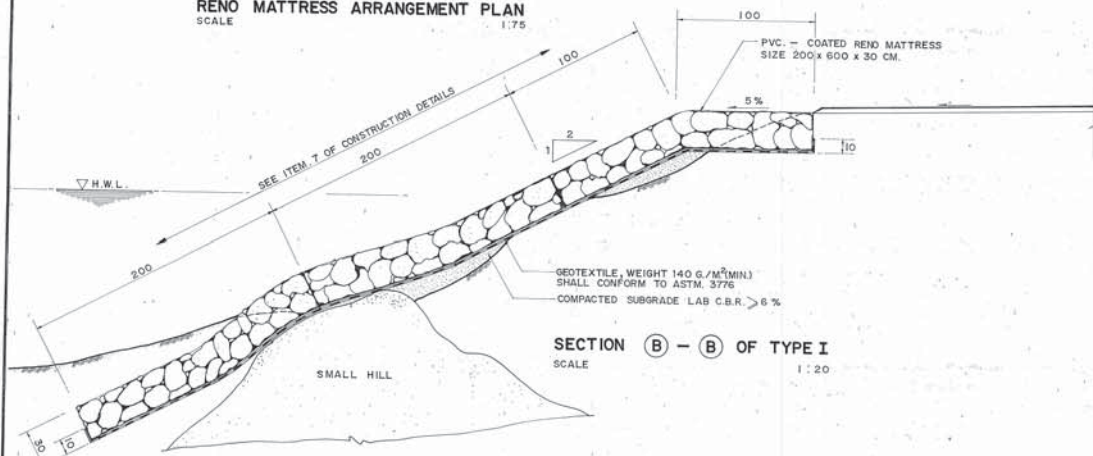 RENO MATTRESS ARRANGEMENT PLAN
SCALE 1:75
100
PVC. - COATED RENO MATTRESS
SIZE 200 x 600 x 30 CM.
100
5%
SEE ITEM. 7 OF CONSTRUCTION DETAILS
200
2
1
10
H.W.L.
200
GEOTEXTILE, WEIGHT 140 G./M.² (MIN.)
SHALL CONFORM TO ASTM. 3776
COMPACTED SUBGRADE LAB C.B.R. > 6 %
SECTION B - B OF TYPE I
SCALE 1:20
SMALL HILL
30
10